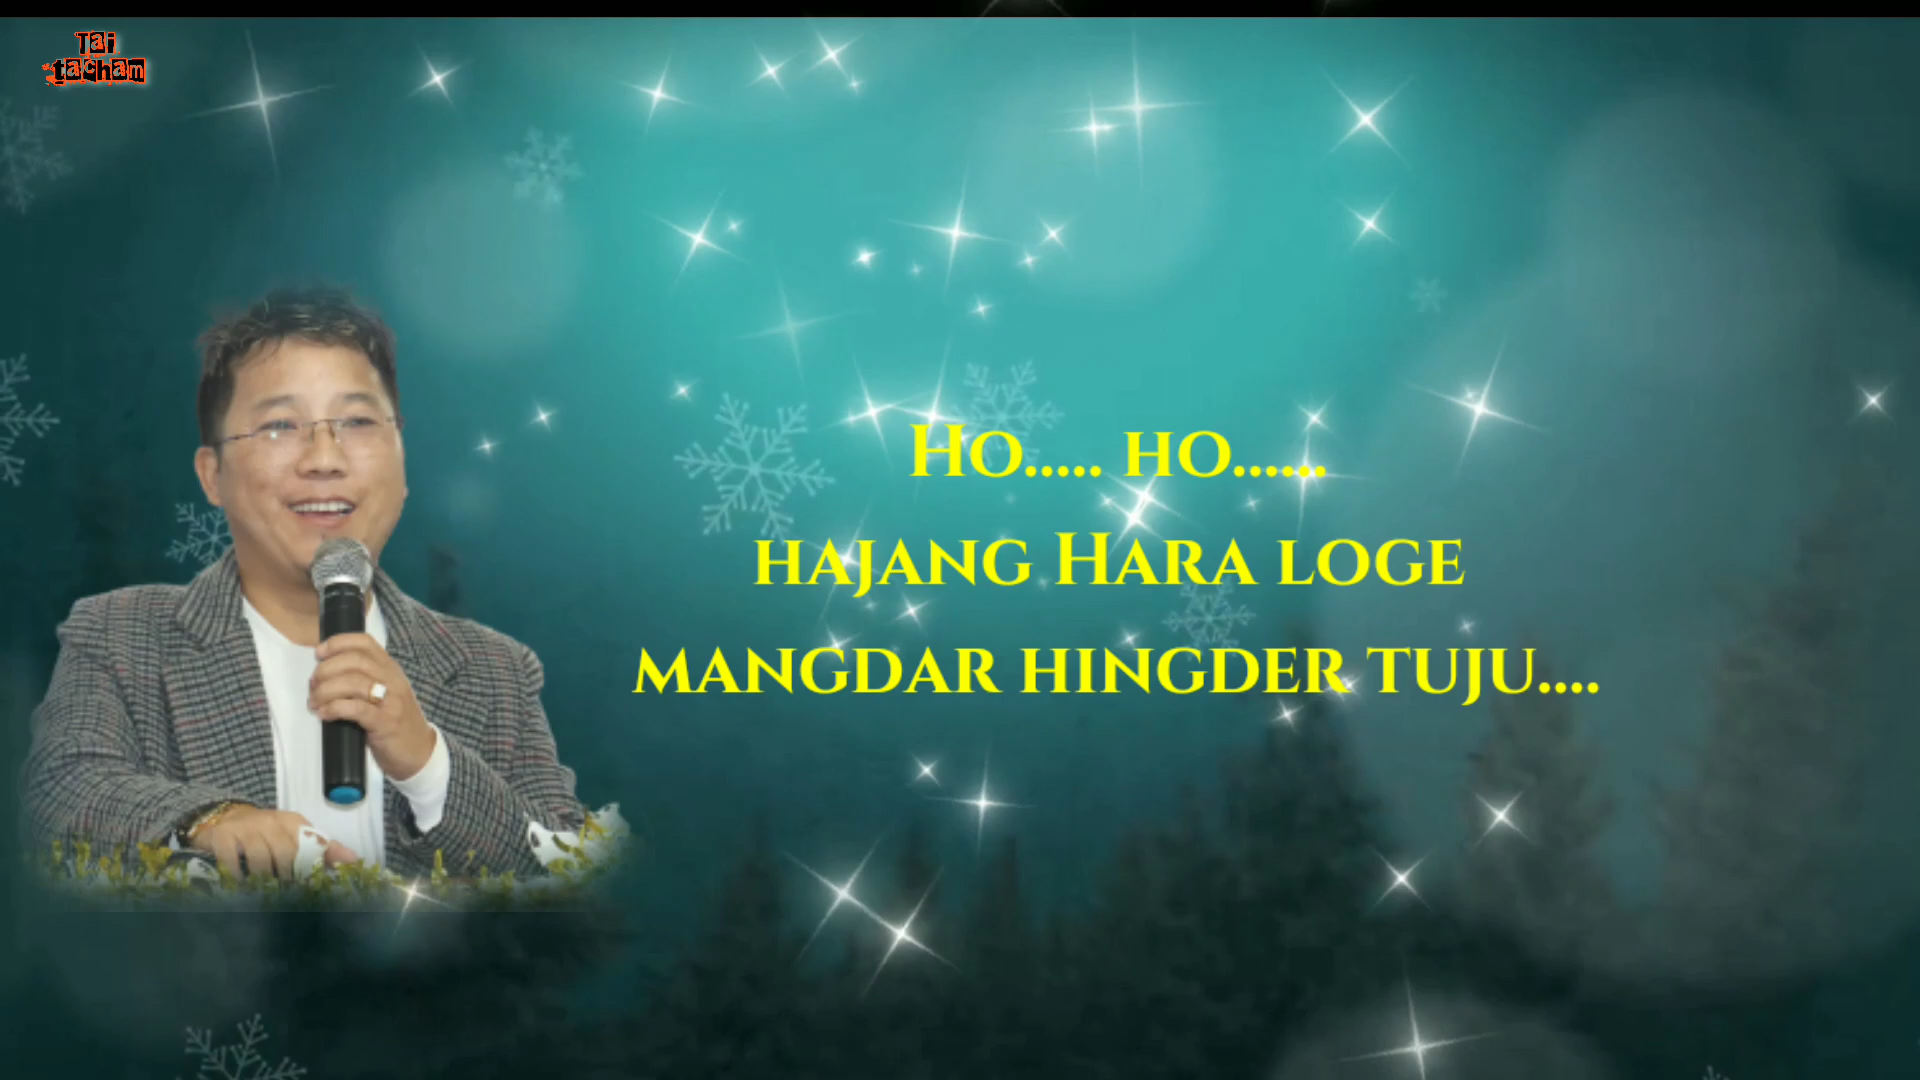 Tai
tacham
Ho..... ho......
hajang Hara loge
mangdar hingder tuju....